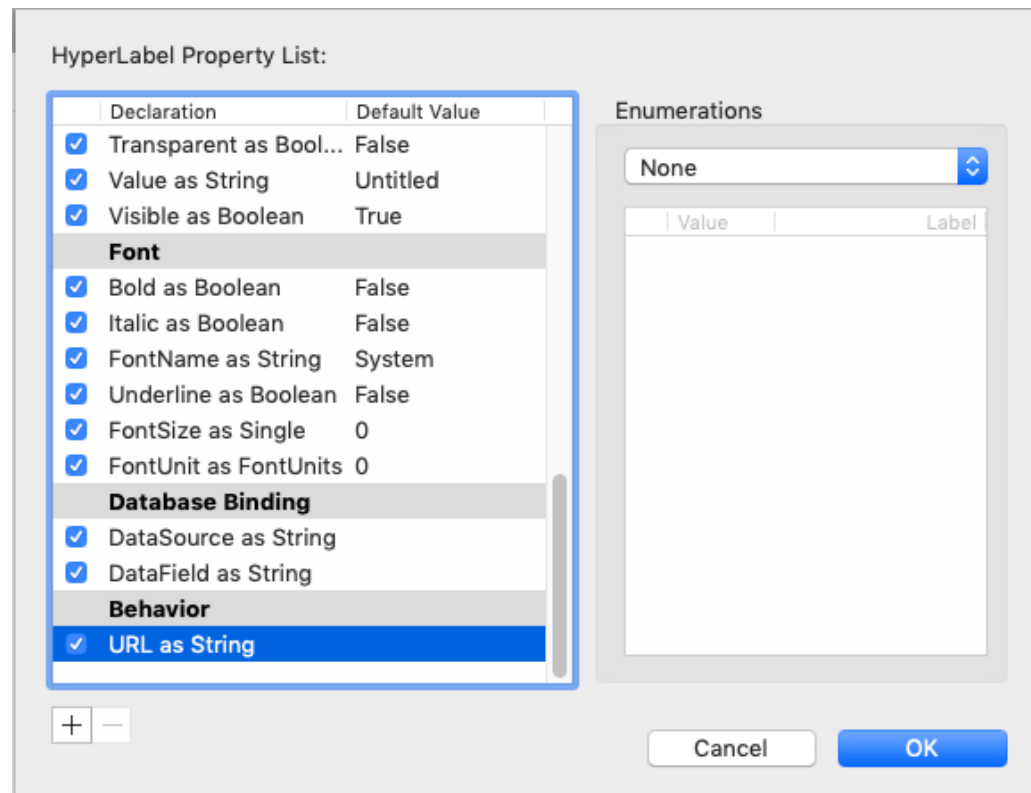 HyperLabel Property List:
Declaration Default Value
Transparent as Bool... False
Value as String Untitled
Visible as Boolean True
Font
Bold as Boolean False
Italic as Boolean False
FontName as String System
Underline as Boolean False
FontSize as Single 0
FontUnit as FontUnits 0
Database Binding
DataSource as String
DataField as String
Behavior
URL as String
+ −
Enumerations
None
Value Label
Cancel OK